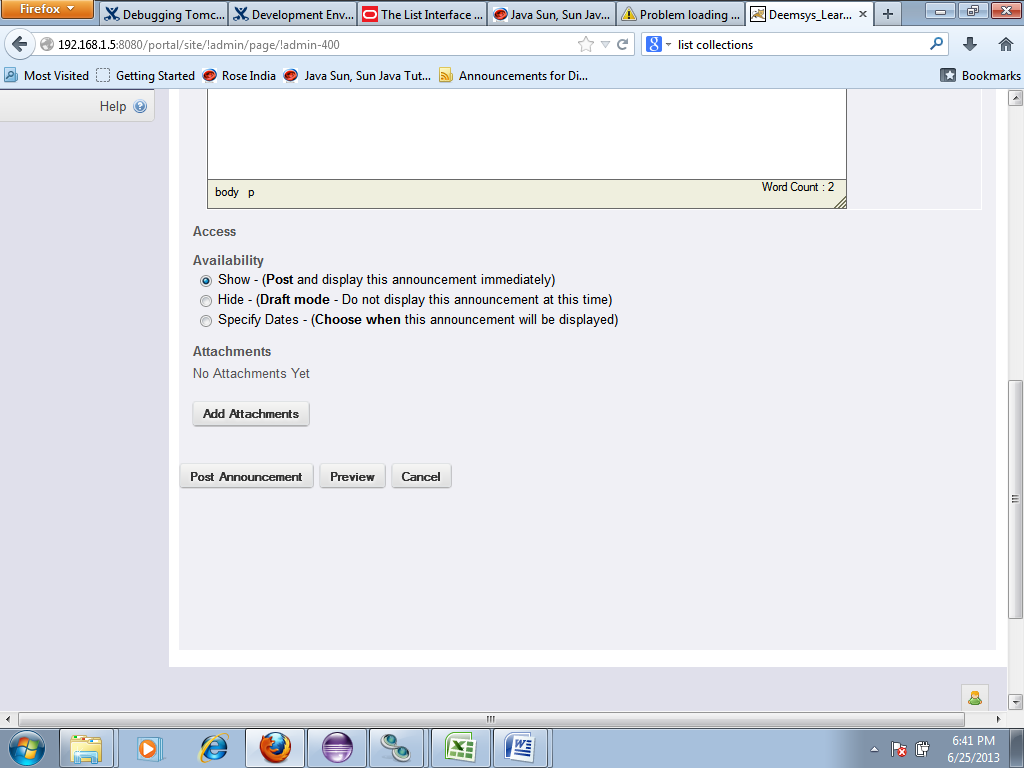 Firefox
Debugging Tomc...
Development Env...
The List Interface ...
Java Sun, Sun Jav...
Problem loading ...
Deemsys_Lear...
192.168.1.5:8080/portal/site/!admin/page/!admin-400
list collections
Most Visited
Getting Started
Rose India
Java Sun, Sun Java Tut...
Announcements for Di...
Bookmarks
Help
body p
Word Count : 2
Access
Availability
Show - (Post and display this announcement immediately)
Hide - (Draft mode - Do not display this announcement at this time)
Specify Dates - (Choose when this announcement will be displayed)
Attachments
No Attachments Yet
Add Attachments
Post Announcement
Preview
Cancel
6:41 PM
6/25/2013